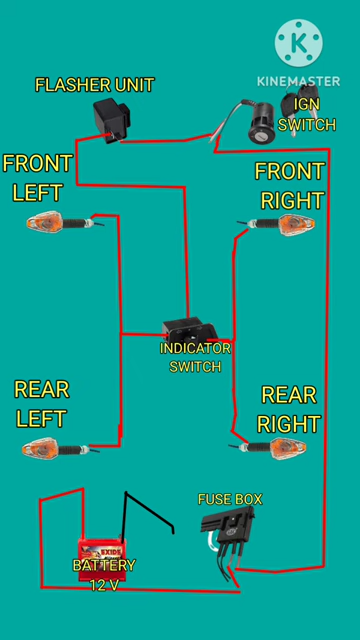 K
KINEMASTER
FLASHER UNIT
IGN
SWITCH
FRONT
LEFT
FRONT
RIGHT
INDICATOR
SWITCH
REAR
LEFT
REAR
RIGHT
FUSE BOX
EXIDE
BATTERY
12 V